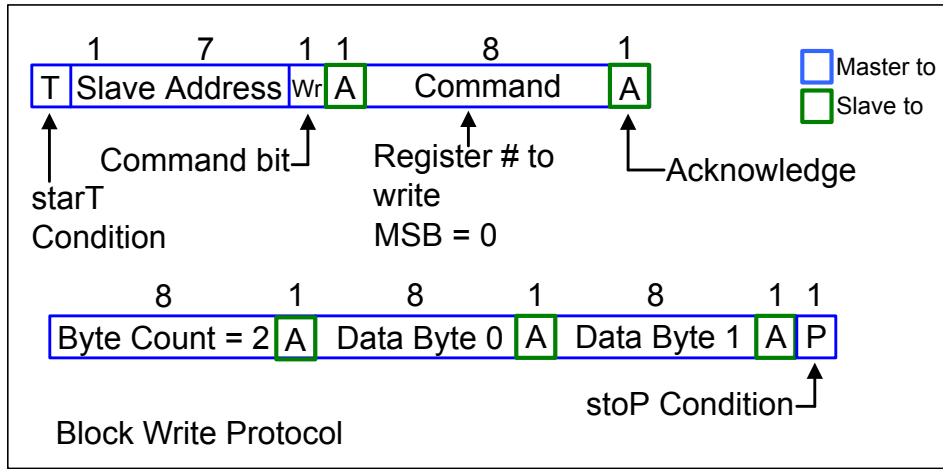 1 7 1 1 8 1
T Slave Address Wr A Command A
Master to
Slave to
Command bit
Register # to
write
MSB = 0
Acknowledge
starT
Condition
8 1 8 1 8 1 1
Byte Count = 2 A Data Byte 0 A Data Byte 1 A P
stoP Condition
Block Write Protocol